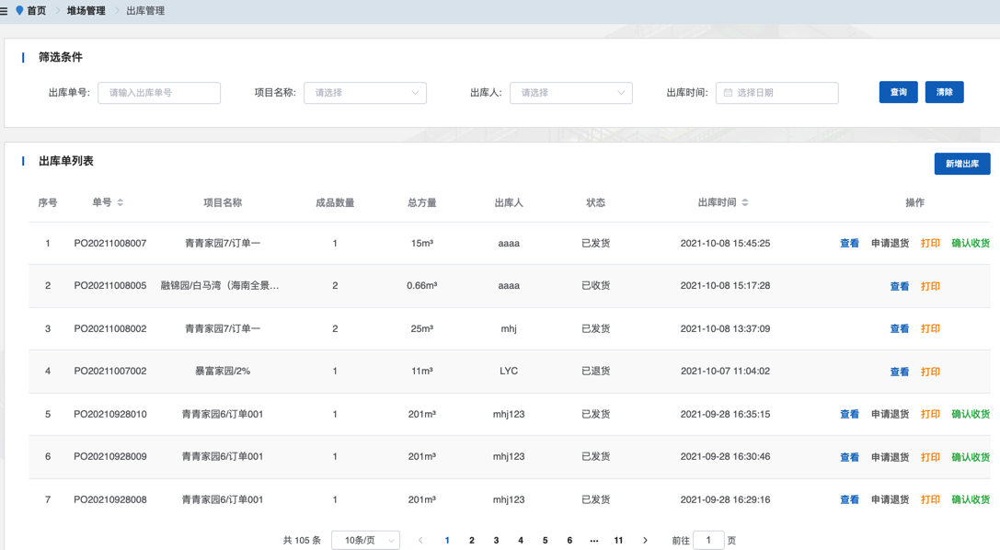 首页 堆场管理 出库管理
筛选条件
出库单号: 请输入出库单号 项目名称: 请选择 出库人: 请选择 出库时间: 选择日期 查询 清除
出库单列表 新增出库
序号 单号 项目名称 成品数量 总方量 出库人 状态 出库时间 操作
1 PO20211008007 青青家园7/订单一 1 15m³ aaaa 已发货 2021-10-08 15:45:25 查看 申请退货 打印 确认收货
2 PO20211008005 融锦园/白马湾（海南全景... 2 0.66m³ aaaa 已收货 2021-10-08 15:17:28 查看 打印
3 PO20211008002 青青家园7/订单一 2 25m³ mhj 已发货 2021-10-08 13:37:09 查看 打印
4 PO20211007002 暴富家园/2% 1 11m³ LYC 已退货 2021-10-07 11:04:02 查看 打印
5 PO20210928010 青青家园6/订单001 1 201m³ mhj123 已发货 2021-09-28 16:35:15 查看 申请退货 打印 确认收货
6 PO20210928009 青青家园6/订单001 1 201m³ mhj123 已发货 2021-09-28 16:30:46 查看 申请退货 打印 确认收货
7 PO20210928008 青青家园6/订单001 1 201m³ mhj123 已发货 2021-09-28 16:29:16 查看 申请退货 打印 确认收货
共 105 条 10条/页 1 2 3 4 5 6 ... 11 前往 1 页